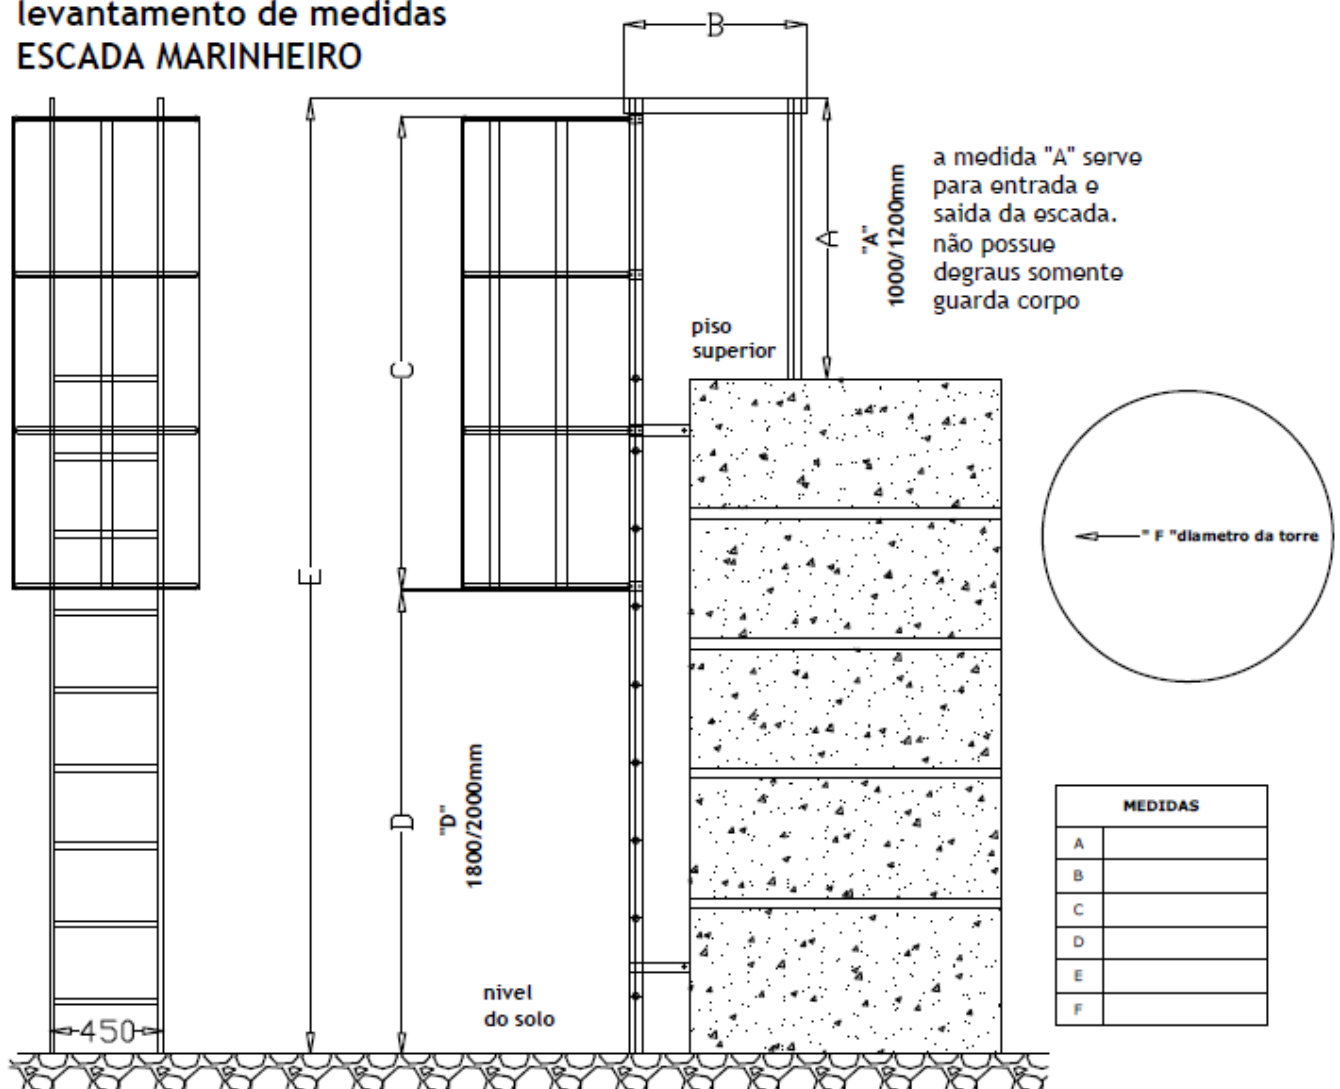 levantamento de medidas
ESCADA MARINHEIRO
B
a medida "A" serve
para entrada e
saida da escada.
não possue
degraus somente
guarda corpo
"A"
1000/1200mm
A
piso
superior
C
E
" F "diametro da torre
D
"D"
1800/2000mm
nivel
do solo
450
MEDIDAS
A
B
C
D
E
F